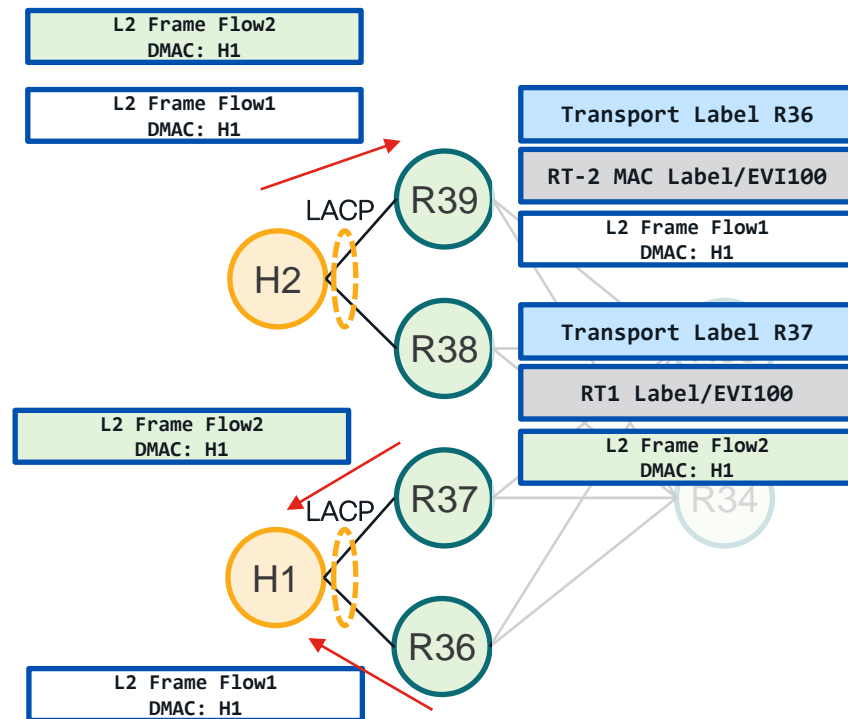 L2 Frame Flow2
DMAC: H1
L2 Frame Flow1
DMAC: H1
Transport Label R36
RT-2 MAC Label/EVI100
L2 Frame Flow1
DMAC: H1
R39
LACP
H2
R38
Transport Label R37
RT1 Label/EVI100
L2 Frame Flow2
DMAC: H1
L2 Frame Flow2
DMAC: H1
R37
R34
LACP
H1
R36
L2 Frame Flow1
DMAC: H1